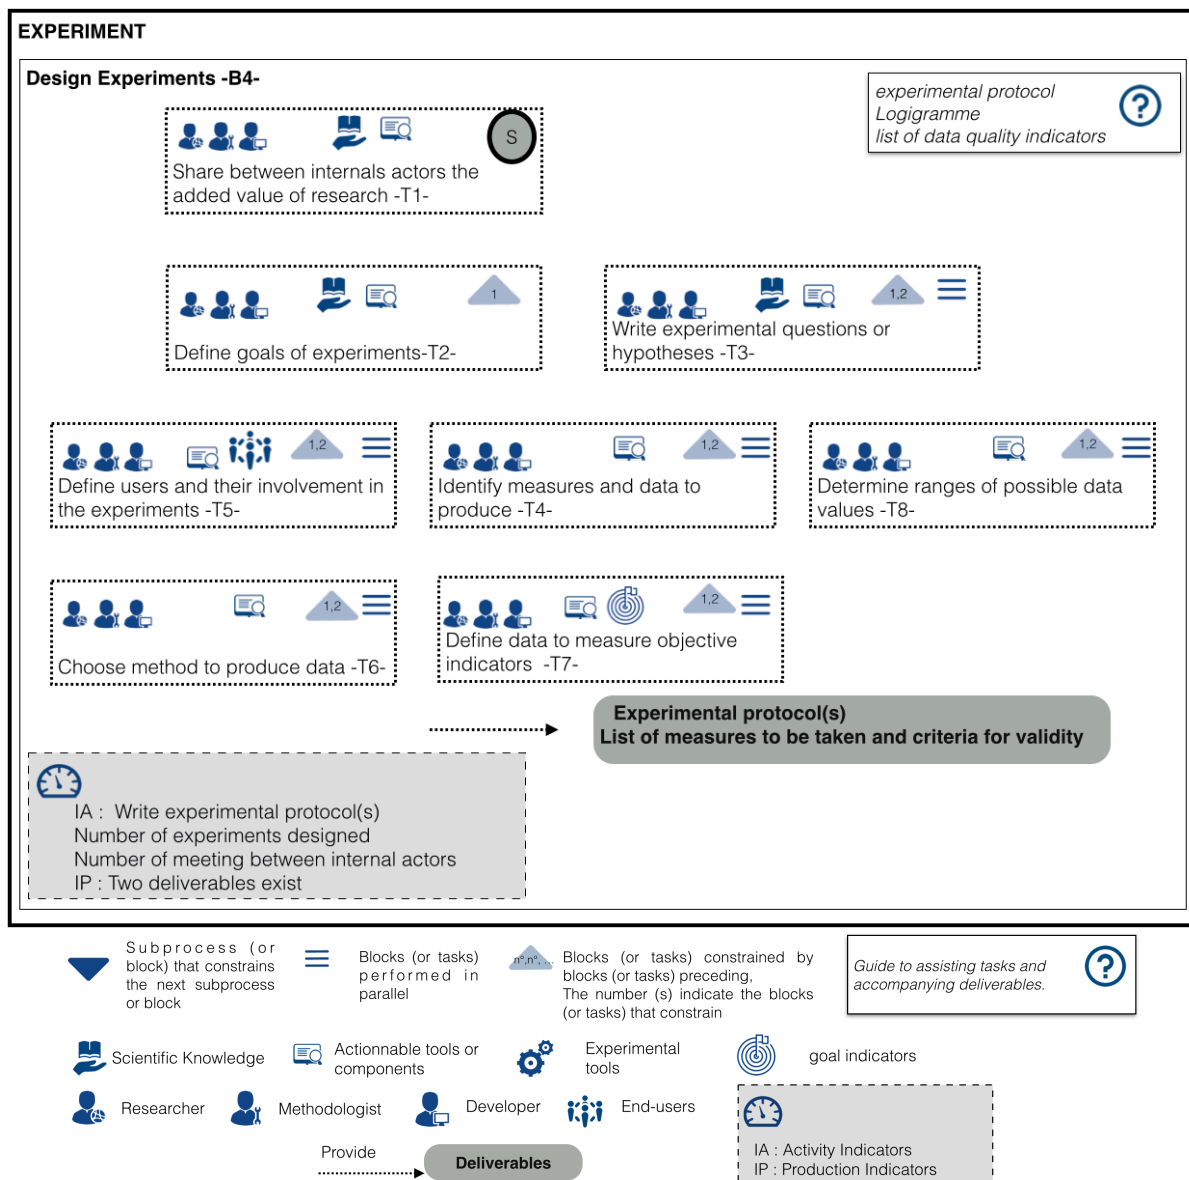 EXPERIMENT
Design Experiments -B4-
experimental protocol
Logigramme
list of data quality indicators
S
Share between internals actors the
added value of research -T1-
1
Define goals of experiments-T2-
1,2
Write experimental questions or
hypotheses -T3-
1,2
Define users and their involvement in
the experiments -T5-
1,2
Identify measures and data to
produce -T4-
1,2
Determine ranges of possible data
values -T8-
1,2
Choose method to produce data -T6-
1,2
Define data to measure objective
indicators -T7-
Experimental protocol(s)
List of measures to be taken and criteria for validity
IA : Write experimental protocol(s)
Number of experiments designed
Number of meeting between internal actors
IP : Two deliverables exist
Subprocess (or
block) that constrains
the next subprocess
or block
Blocks (or tasks)
performed in
parallel
n°,n°, ...
Blocks (or tasks) constrained by
blocks (or tasks) preceding,
The number (s) indicate the blocks
(or tasks) that constrain
Guide to assisting tasks and
accompanying deliverables.
Scientific Knowledge
Actionnable tools or
components
Experimental
tools
goal indicators
Researcher
Methodologist
Developer
End-users
Provide
Deliverables
IA : Activity Indicators
IP : Production Indicators